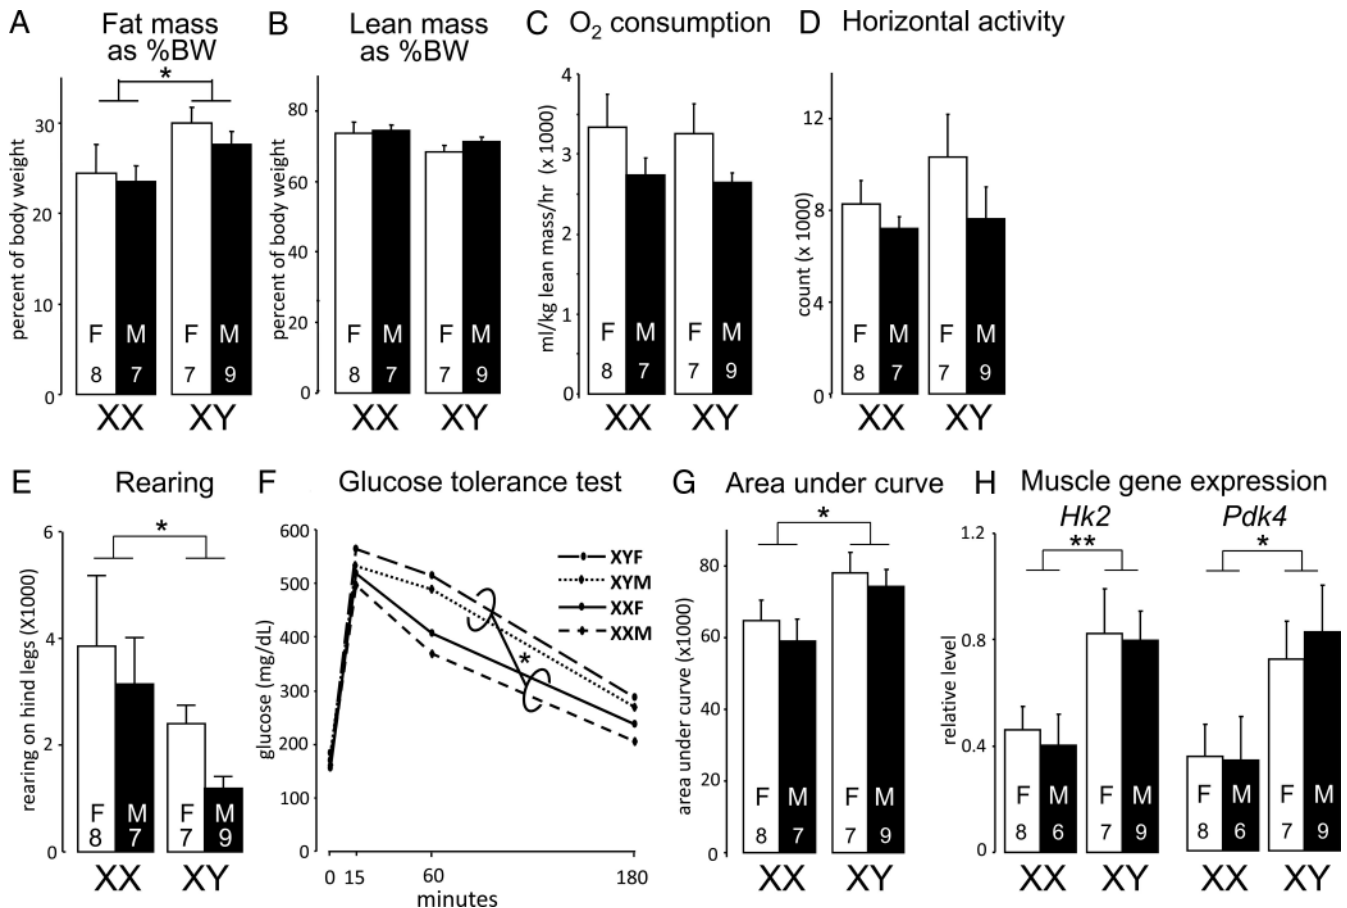 A Fat mass
as %BW
*
percent of body weight
30
20
10
0
F M F M
8 7 7 9
XX XY
B Lean mass
as %BW
percent of body weight
80
60
40
20
0
F M F M
8 7 7 9
XX XY
C O₂ consumption
ml/kg lean mass/hr (x 1000)
4
3
2
1
0
F M F M
8 7 7 9
XX XY
D Horizontal activity
count (x 1000)
12
8
4
0
F M F M
8 7 7 9
XX XY
E Rearing
*
rearing on hind legs (X1000)
6
4
2
0
F M F M
8 7 7 9
XX XY
F Glucose tolerance test
glucose (mg/dL)
600
500
400
300
200
100
0
XYF
XYM
XXF
XXM
*
0 15 60 180
minutes
G Area under curve
*
area under curve (x1000)
80
60
40
20
0
F M F M
8 7 7 9
XX XY
H Muscle gene expression
Hk2 Pdk4
** *
relative level
1.2
0.8
0.4
0
F M F M F M F M
8 6 7 9 8 6 7 9
XX XY XX XY